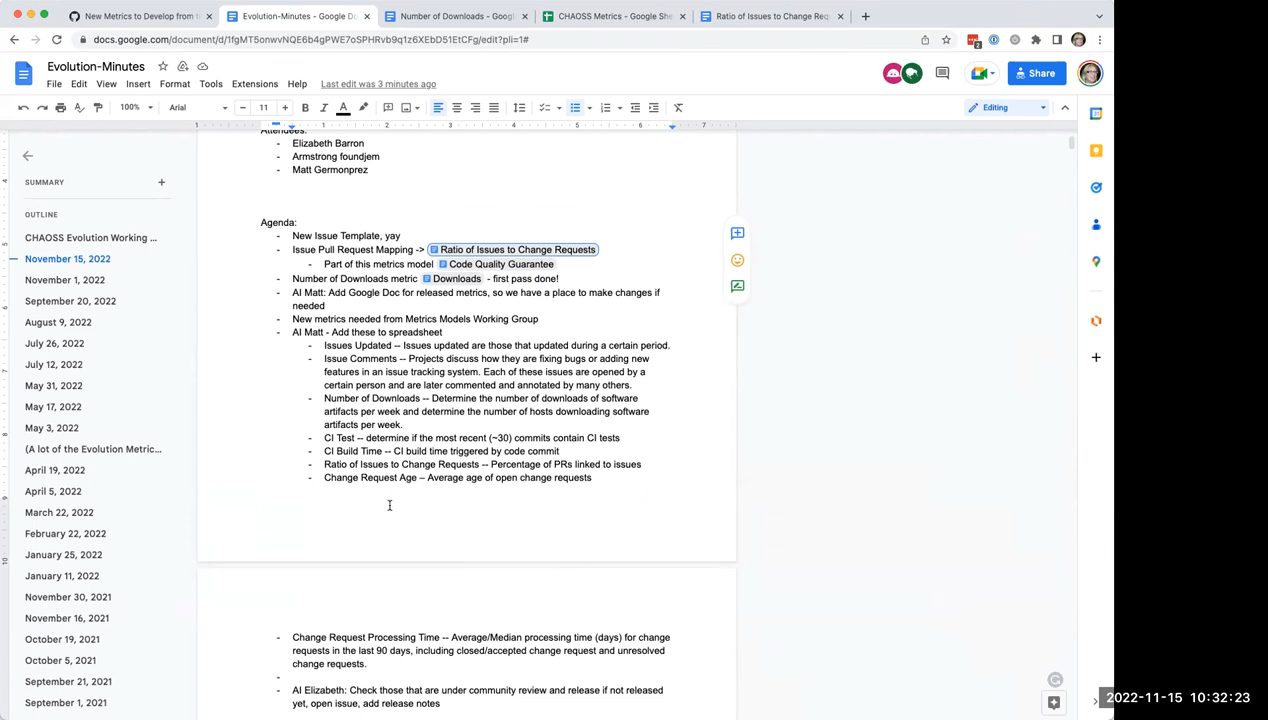 New Metrics to Develop from t
Evolution-Minutes - Google Do
Number of Downloads - Googl
CHAOSS Metrics - Google She
Ratio of Issues to Change Requ
docs.google.com/document/d/1fgMT5onwvNQE6b4gPWE7oSPHRvb9q1z6XEbD51EtCFg/edit?pli=1#
2
Evolution-Minutes
File Edit View Insert Format Tools Extensions Help Last edit was 3 minutes ago
Share
100% Arial 11 Editing
1 1 2 3 4 5 6 7
Attendees:
- Elizabeth Barron
- Armstrong foundjem
- Matt Germonprez
SUMMARY
OUTLINE
CHAOSS Evolution Working ...
November 15, 2022
November 1, 2022
September 20, 2022
August 9, 2022
July 26, 2022
July 12, 2022
May 31, 2022
May 17, 2022
May 3, 2022
(A lot of the Evolution Metric...
April 19, 2022
April 5, 2022
March 22, 2022
February 22, 2022
January 25, 2022
January 11, 2022
November 30, 2021
November 16, 2021
October 19, 2021
October 5, 2021
September 21, 2021
September 1, 2021
Agenda:
- New Issue Template, yay
- Issue Pull Request Mapping -> Ratio of Issues to Change Requests
- Part of this metrics model Code Quality Guarantee
- Number of Downloads metric Downloads - first pass done!
- AI Matt: Add Google Doc for released metrics, so we have a place to make changes if
needed
- New metrics needed from Metrics Models Working Group
- AI Matt - Add these to spreadsheet
- Issues Updated -- Issues updated are those that updated during a certain period.
- Issue Comments -- Projects discuss how they are fixing bugs or adding new
features in an issue tracking system. Each of these issues are opened by a
certain person and are later commented and annotated by many others.
- Number of Downloads -- Determine the number of downloads of software
artifacts per week and determine the number of hosts downloading software
artifacts per week.
- CI Test -- determine if the most recent (~30) commits contain CI tests
- CI Build Time -- CI build time triggered by code commit
- Ratio of Issues to Change Requests -- Percentage of PRs linked to issues
- Change Request Age – Average age of open change requests
- Change Request Processing Time -- Average/Median processing time (days) for change
requests in the last 90 days, including closed/accepted change request and unresolved
change requests.
-
- AI Elizabeth: Check those that are under community review and release if not released
yet, open issue, add release notes
2022-11-15 10:32:23